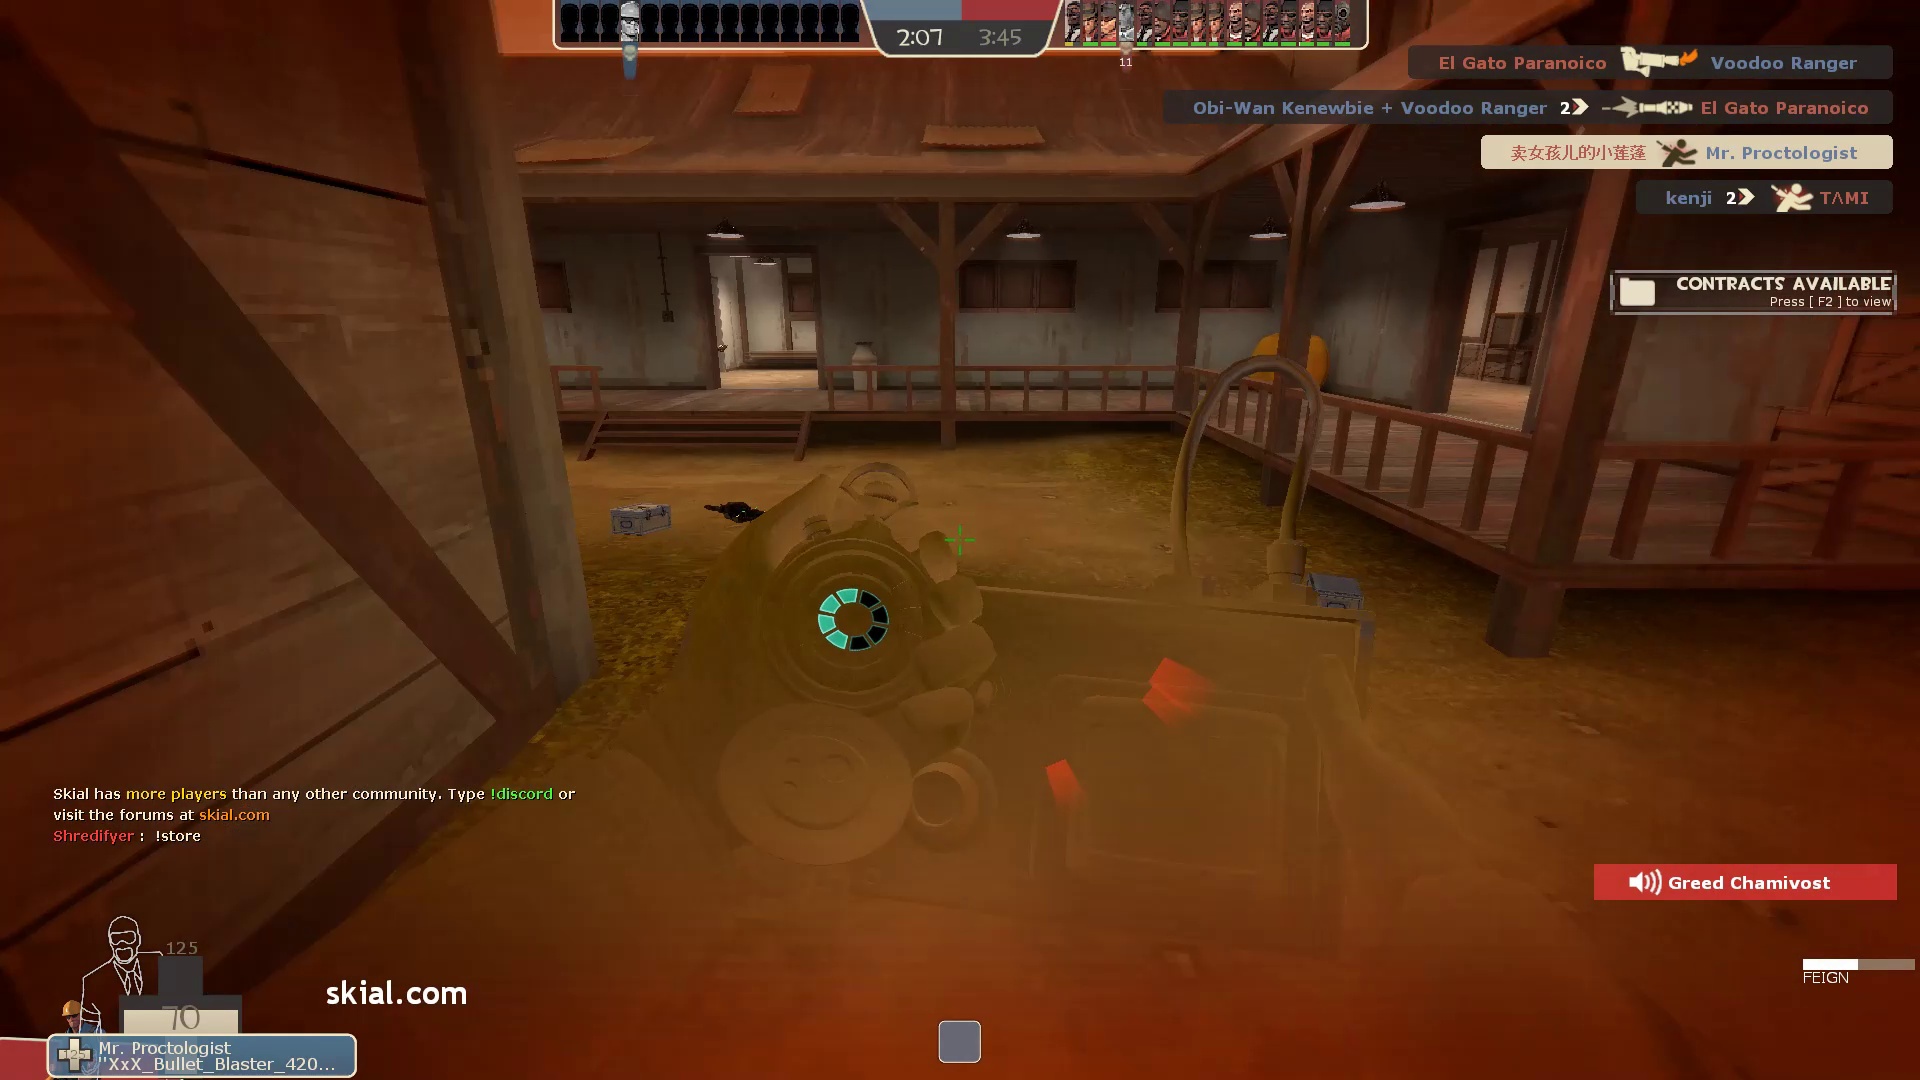 2:07 3:45
11
El Gato Paranoico Voodoo Ranger
Obi-Wan Kenewbie + Voodoo Ranger 2 El Gato Paranoico
卖女孩儿的小莲蓬 Mr. Proctologist
kenji 2 TΛMI
CONTRACTS AVAILABLE
Press [ F2 ] to view
Skial has more players than any other community. Type !discord or
visit the forums at skial.com
Shredifyer : !store
Greed Chamivost
125
FEIGN
skial.com
70
Mr. Proctologist
125
"XxX_Bullet_Blaster_420...